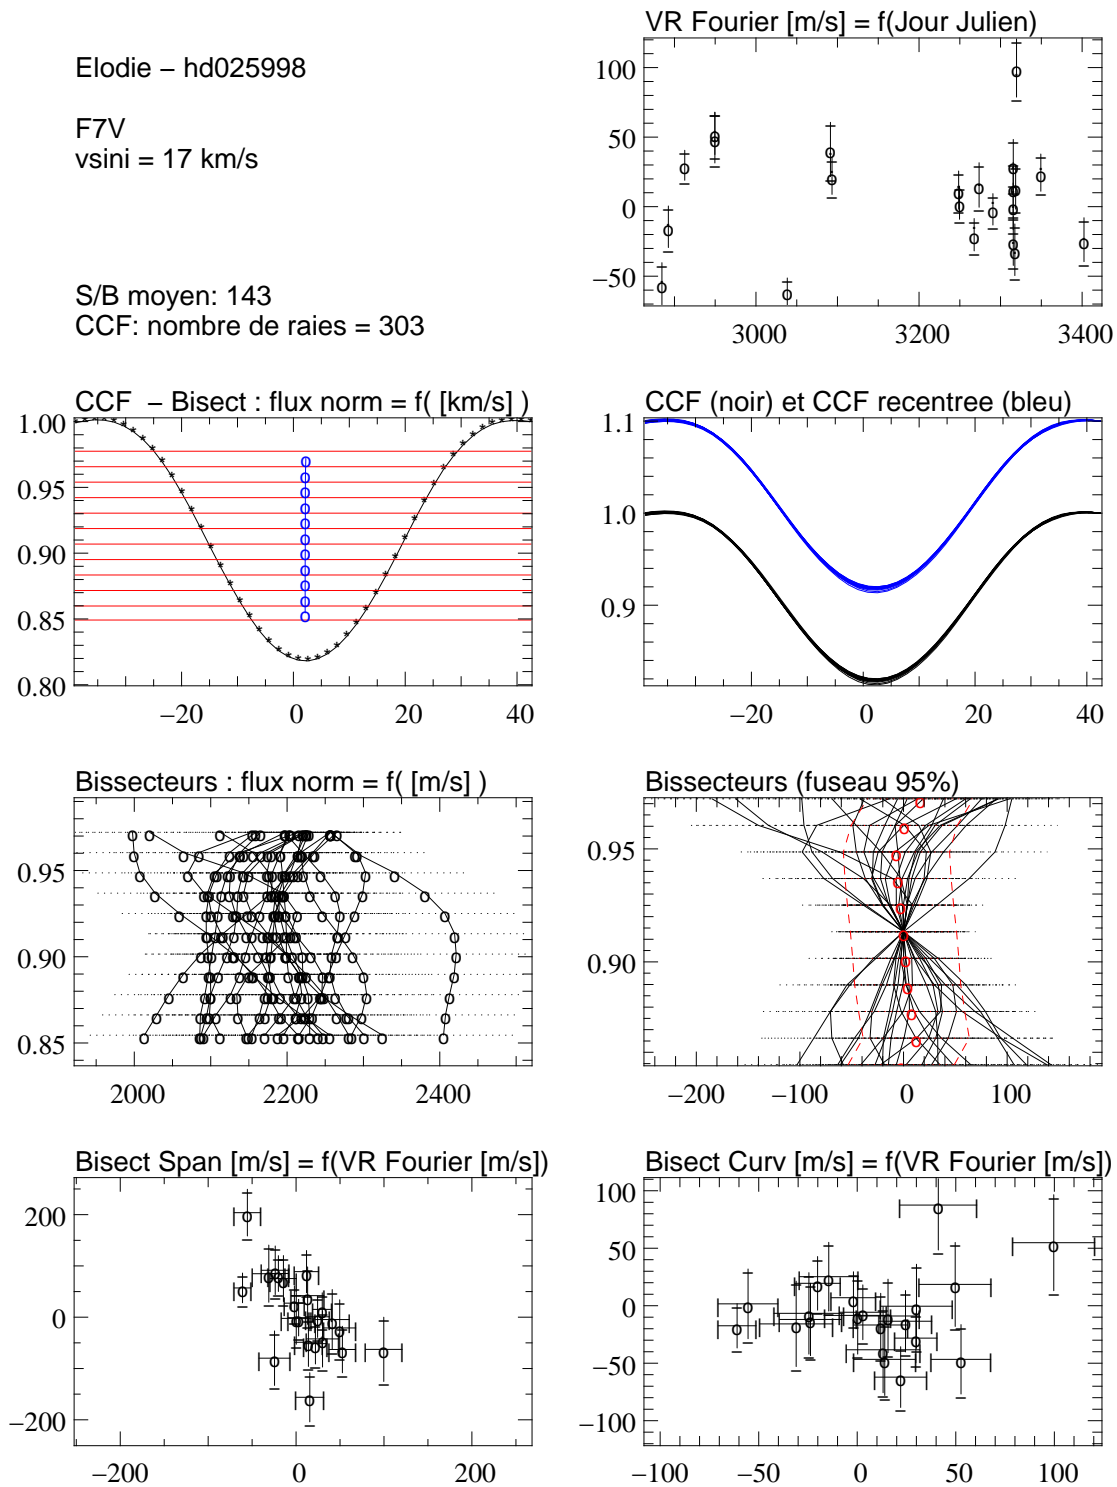 Elodie – hd025998
F7V
vsini = 17 km/s
S/B moyen: 143
CCF: nombre de raies = 303
VR Fourier [m/s] = f(Jour Julien)
100
50
0
−50
3000 3200 3400
CCF – Bisect : flux norm = f( [km/s] )
1.00
0.95
0.90
0.85
0.80
−20 0 20 40
CCF (noir) et CCF recentree (bleu)
1.1
1.0
0.9
−20 0 20 40
Bissecteurs : flux norm = f( [m/s] )
0.95
0.90
0.85
2000 2200 2400
Bissecteurs (fuseau 95%)
0.95
0.90
−200 −100 0 100
Bisect Span [m/s] = f(VR Fourier [m/s])
200
0
−200
−200 0 200
Bisect Curv [m/s] = f(VR Fourier [m/s])
100
50
0
−50
−100
−100 −50 0 50 100